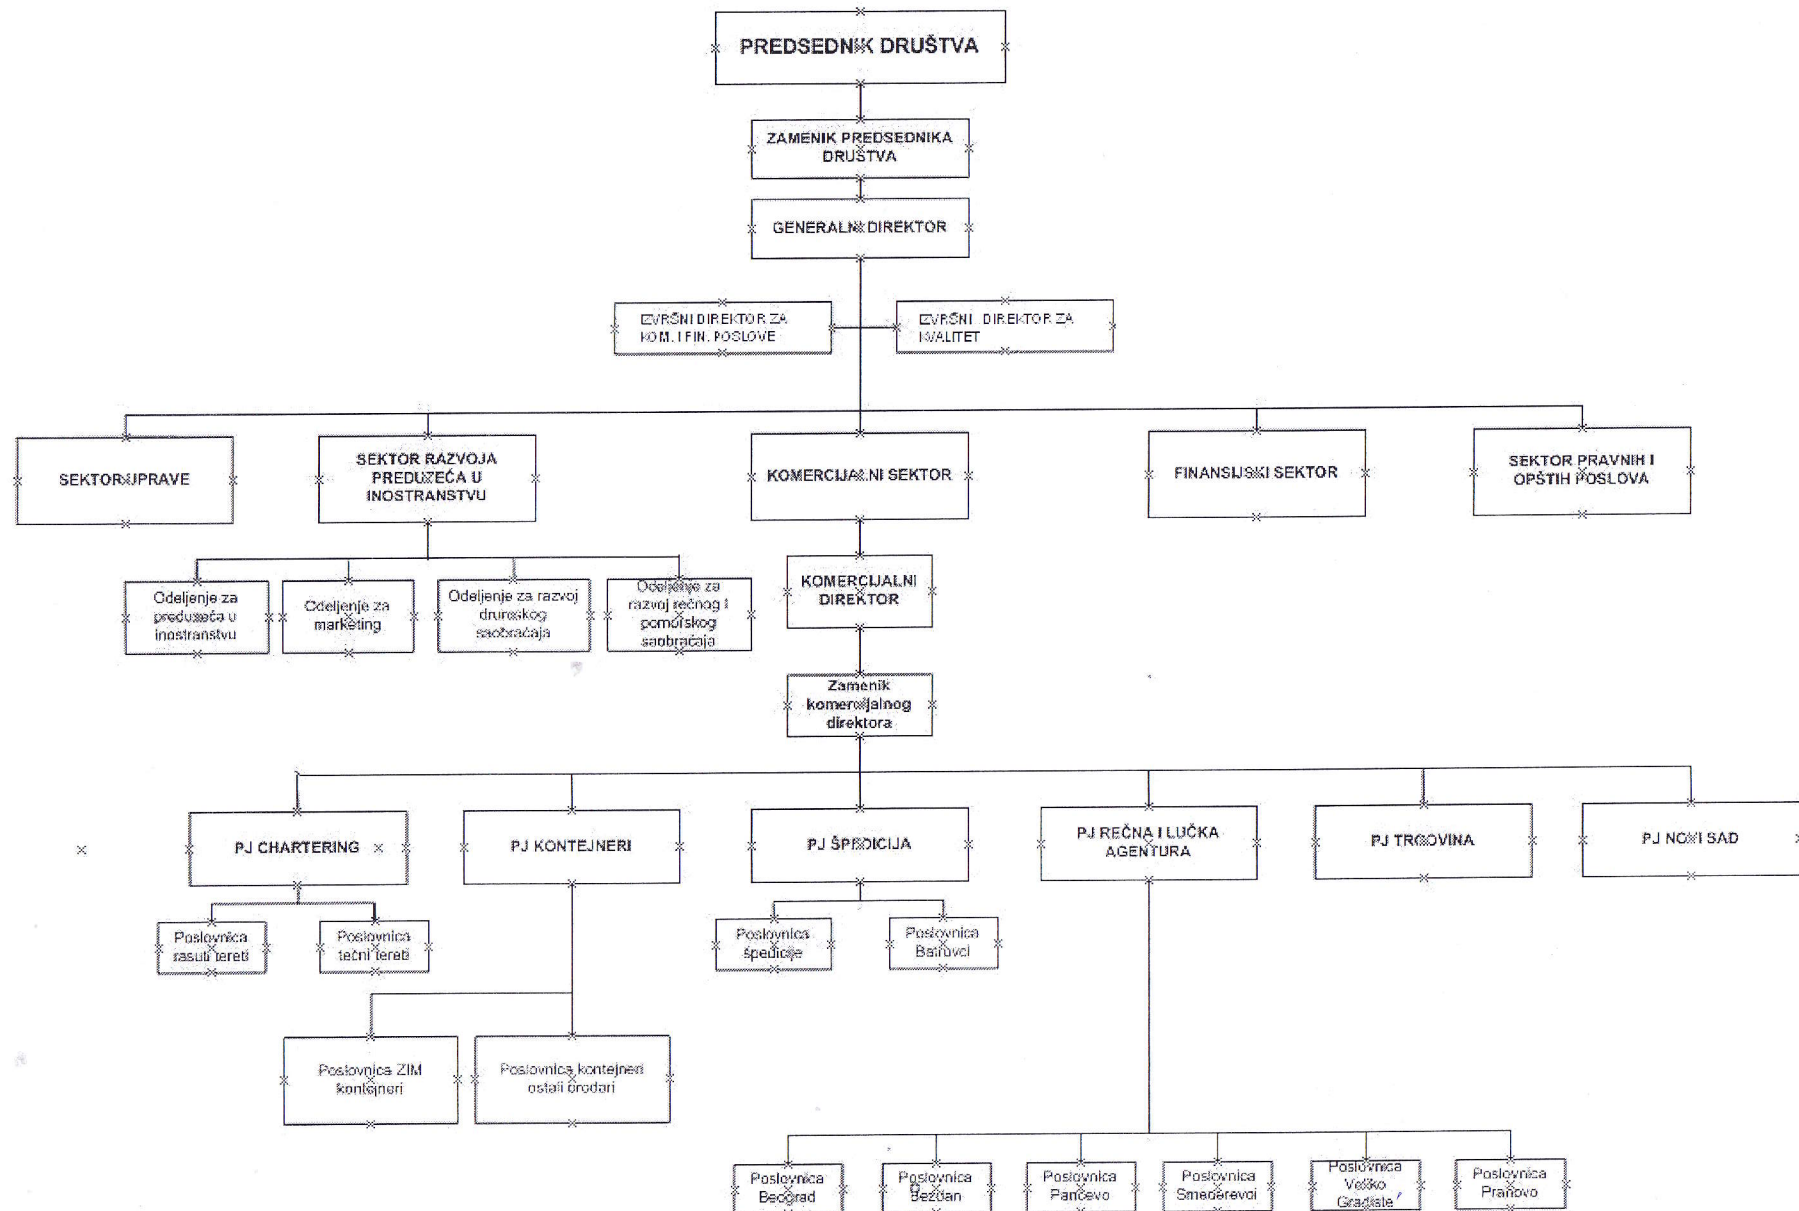 PREDSEDNIK DRUŠTVA
ZAMENIK PREDSEDNIKA
DRUŠTVA
GENERALNI DIREKTOR
IZVRŠNI DIREKTOR ZA
KOM. I FIN. POSLOVE
IZVRŠNI DIREKTOR ZA
KVALITET
SEKTOR UPRAVE
SEKTOR RAZVOJA
PREDUZEĆA U
INOSTRANSTVU
KOMERCIJALNI SEKTOR
FINANSIJSKI SEKTOR
SEKTOR PRAVNIH I
OPŠTIH POSLOVA
Odeljenje za
preduzeća u
inostranstvu
Odeljenje za
marketing
Odeljenje za razvoj
drumskog
saobraćaja
Odeljenje za
razvoj rečnog i
pomorskog
saobraćaja
KOMERCIJALNI
DIREKTOR
Zamenik
komercijalnog
direktora
PJ CHARTERING
PJ KONTEJNERI
PJ ŠPEDICIJA
PJ REČNA I LUČKA
AGENTURA
PJ TRGOVINA
PJ NOVI SAD
Poslovnica
rasuti tereti
Poslovnica
tečni tereti
Poslovnica
špedicije
Poslovnica
Batrovci
Poslovnica ZIM
kontejneri
Poslovnica kontejneri
ostali brodari
Poslovnica
Beograd
Poslovnica
Bezdan
Poslovnica
Pančevo
Poslovnica
Smederevo
Poslovnica
Veliko
Gradište
Poslovnica
Prahovo